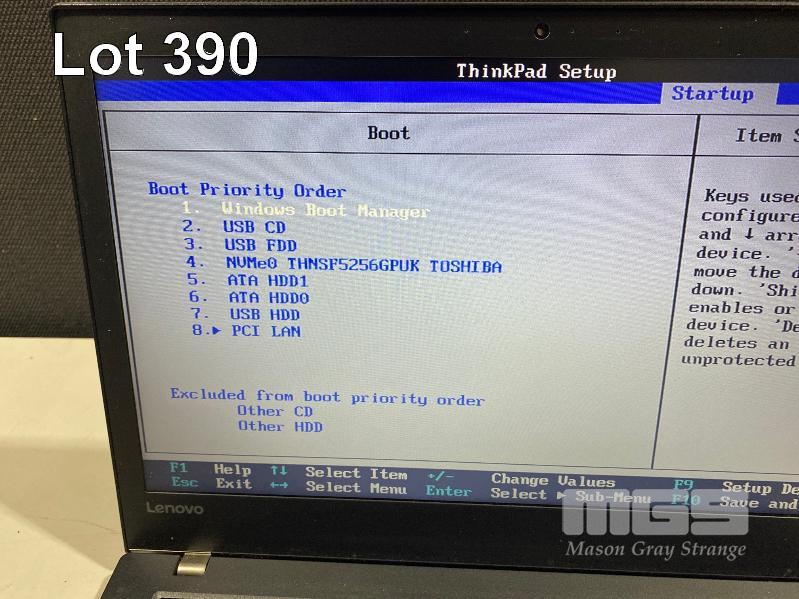 Lot 390
ThinkPad Setup
Startup
Boot
Item
Boot Priority Order
1. Windows Boot Manager
2. USB CD
3. USB FDD
4. NVMe0 THNSF5256GPUK TOSHIBA
5. ATA HDD1
6. ATA HDD0
7. USB HDD
8.▶ PCI LAN
Excluded from boot priority order
Other CD
Other HDD
Keys used
configure
and ↓ arr
device. '
move the d
down. 'Shi
enables or
device. 'De
deletes an
unprotected
F1 Help ↑↓ Select Item +/- Change Values F9 Setup De
Esc Exit ←→ Select Menu Enter Select ▶ Sub-Menu F10 Save and
Lenovo
MGS
Mason Gray Strange